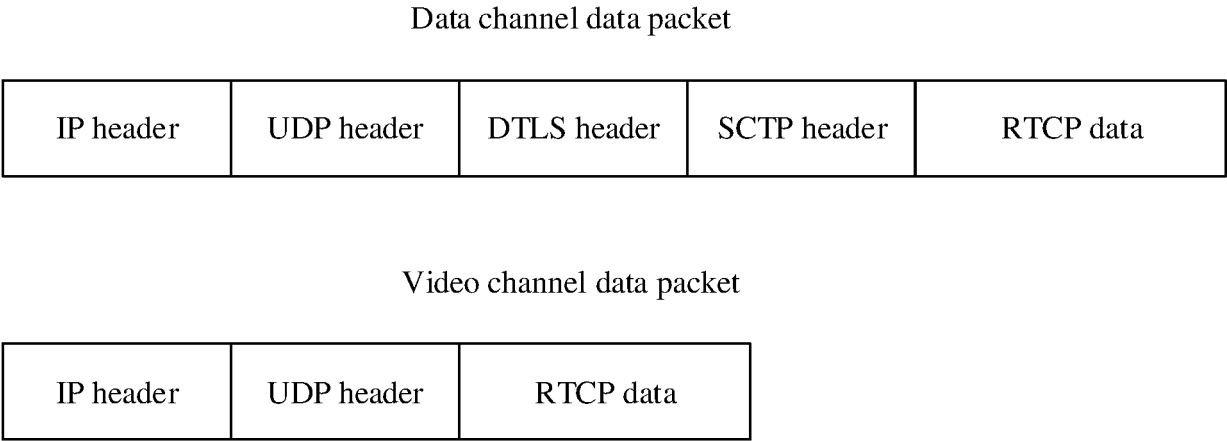 Data channel data packet
IP header UDP header DTLS header SCTP header RTCP data
Video channel data packet
IP header UDP header RTCP data